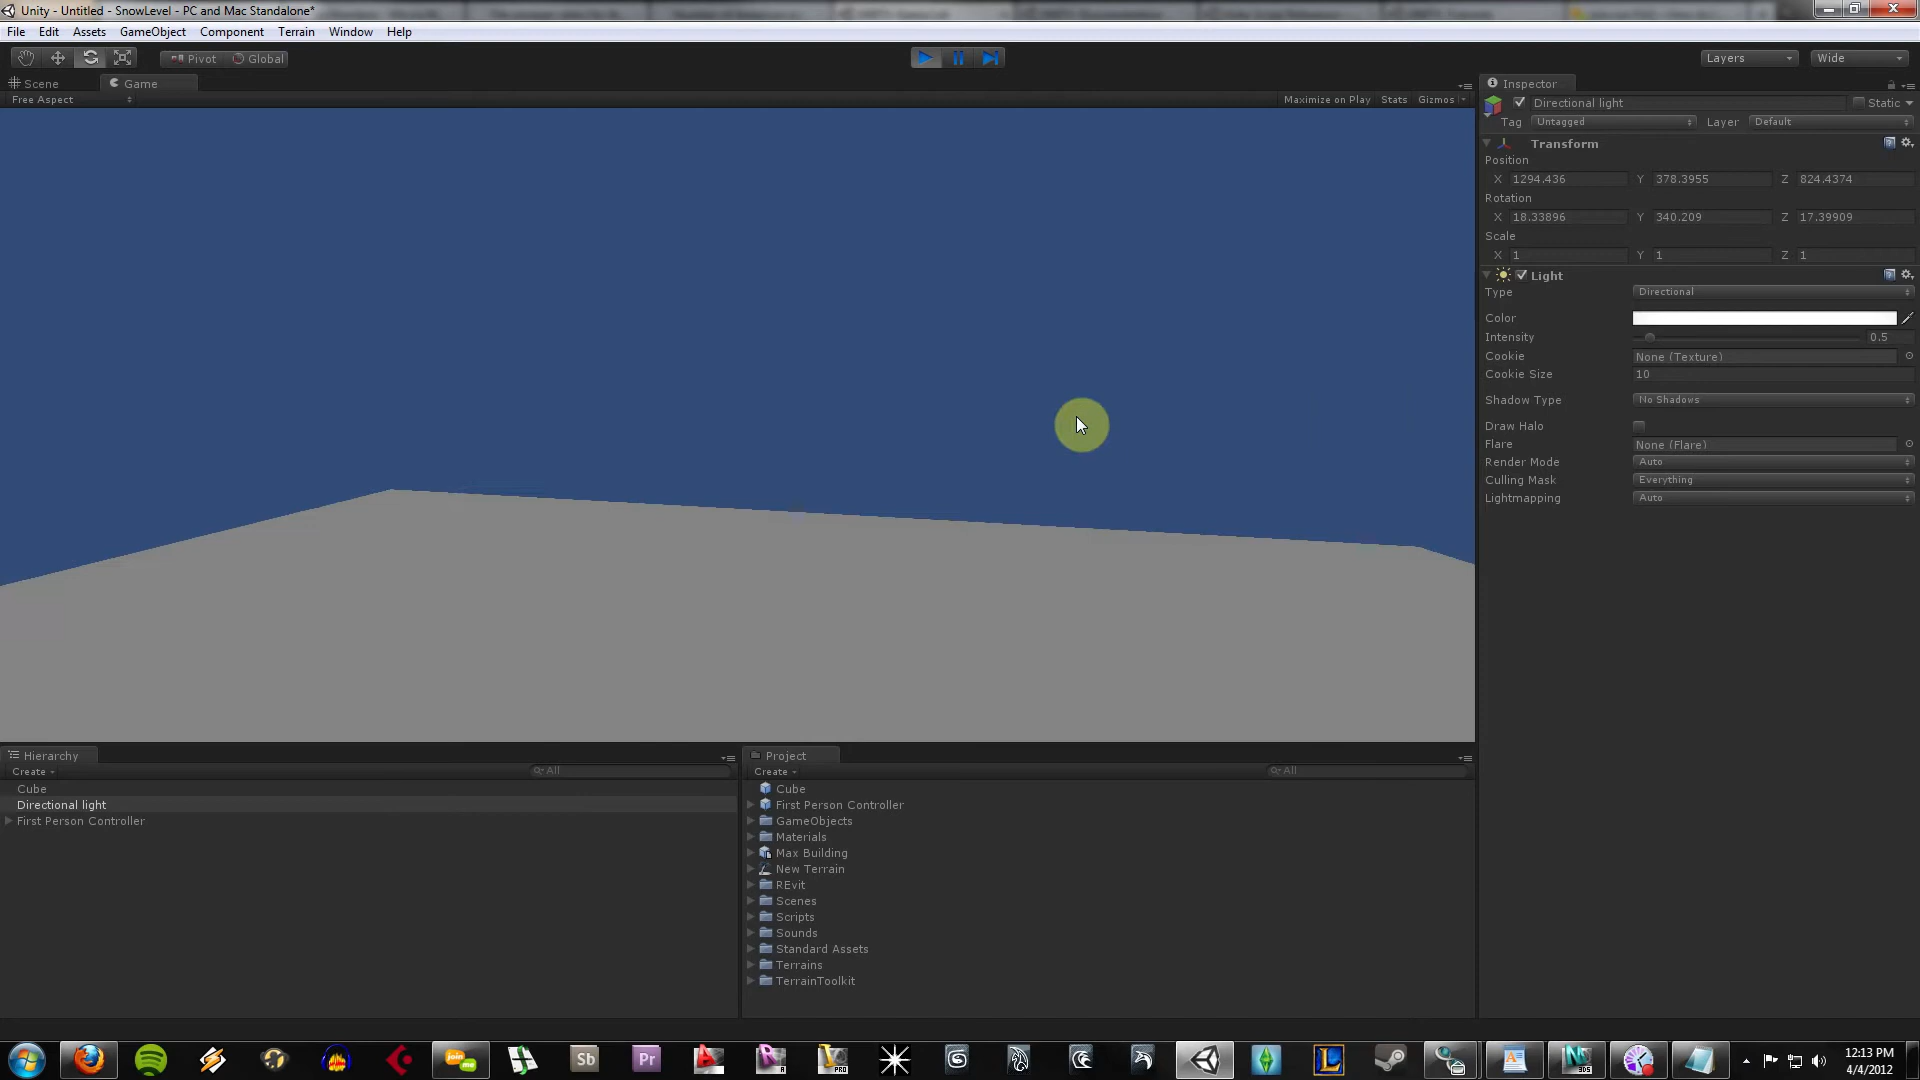 Unity - Untitled - SnowLevel - PC and Mac Standalone*
File Edit Assets GameObject Component Terrain Window Help
Pivot Global Layers Wide
Scene Game
Free Aspect Maximize on Play Stats Gizmos
Inspector
Directional light Static
Tag Untagged Layer Default
Transform
Position
X 1294.436 Y 378.3955 Z 824.4374
Rotation
X 18.33896 Y 340.209 Z 17.39909
Scale
X 1 Y 1 Z 1
Light
Type Directional
Color
Intensity 0.5
Cookie None (Texture)
Cookie Size 10
Shadow Type No Shadows
Draw Halo
Flare None (Flare)
Render Mode Auto
Culling Mask Everything
Lightmapping Auto
Hierarchy
Create All
Cube
Directional light
First Person Controller
Project
Create All
Cube
First Person Controller
GameObjects
Materials
Max Building
New Terrain
REvit
Scenes
Scripts
Sounds
Standard Assets
Terrains
TerrainToolkit
join me Sb Pr PRO L 3DS
12:13 PM
4/4/2012